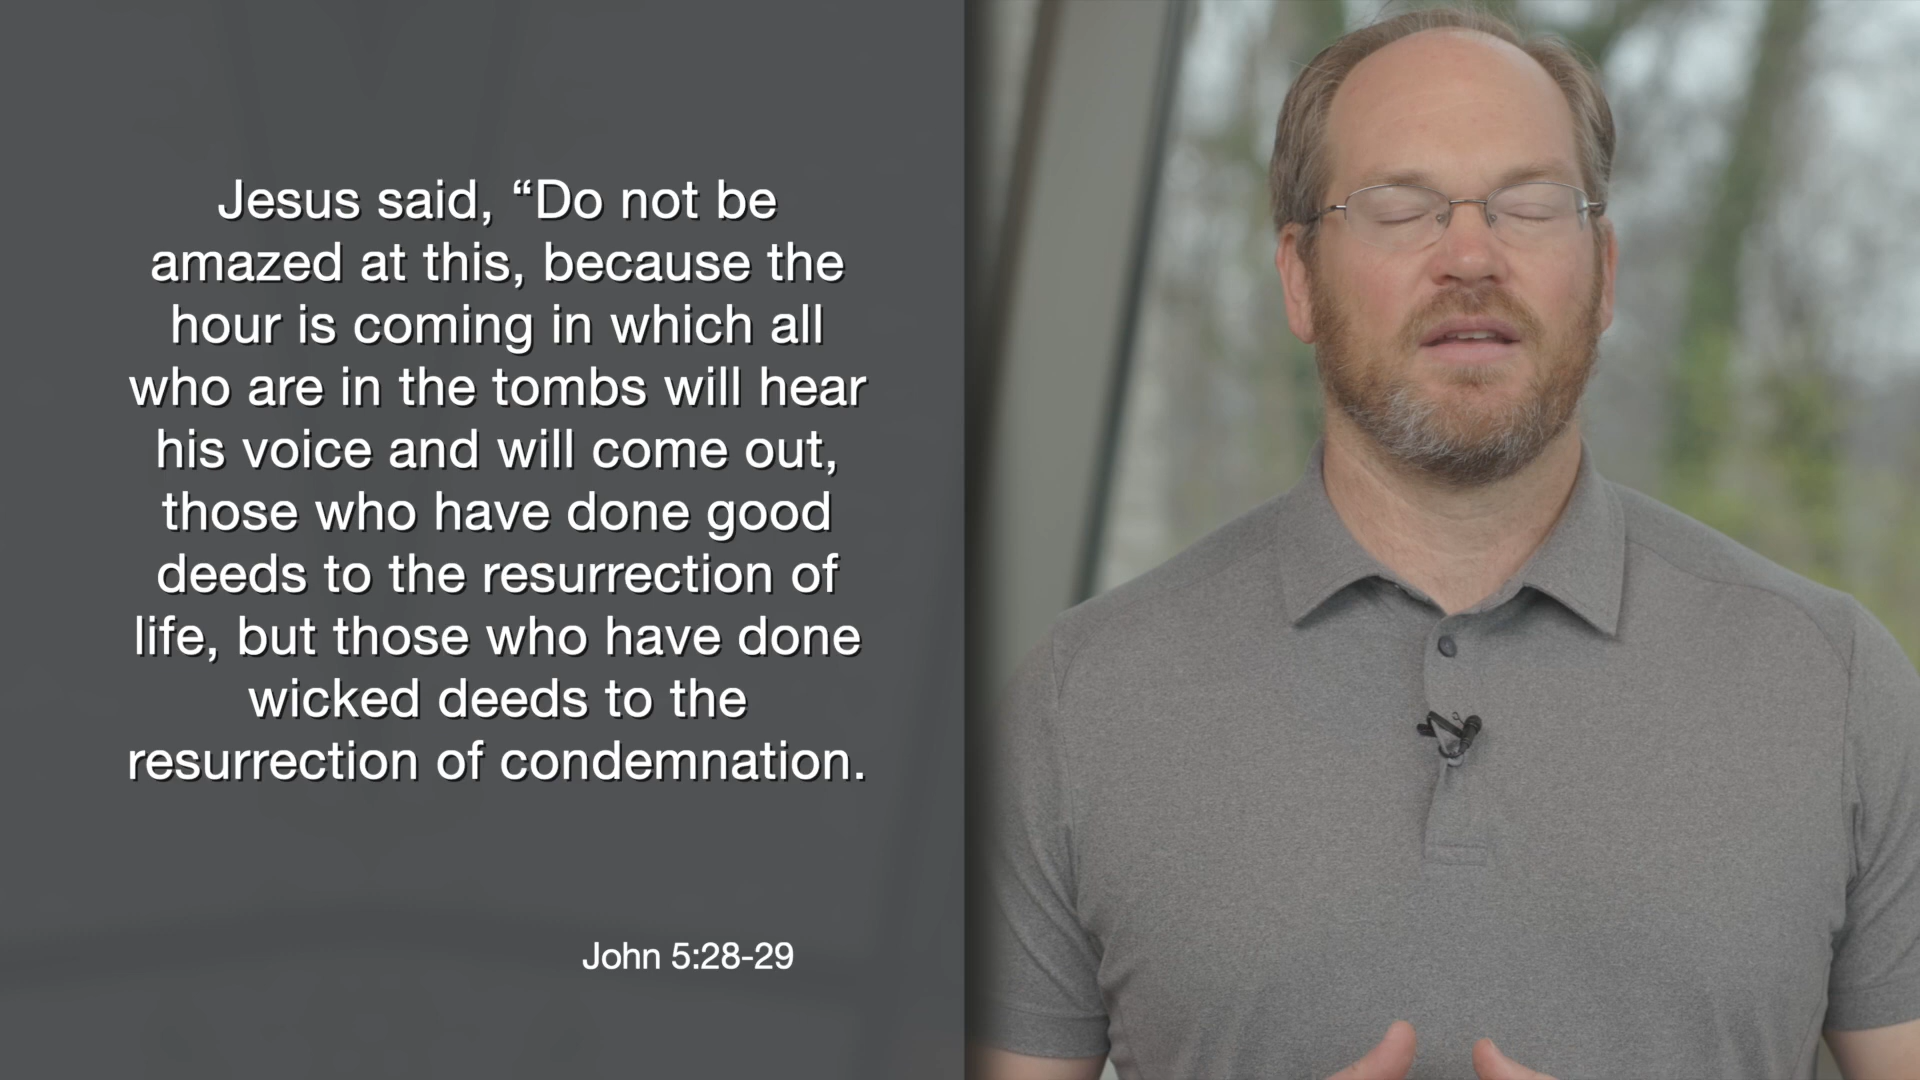 Jesus said, “Do not be
amazed at this, because the
hour is coming in which all
who are in the tombs will hear
his voice and will come out,
those who have done good
deeds to the resurrection of
life, but those who have done
wicked deeds to the
resurrection of condemnation.
John 5:28-29